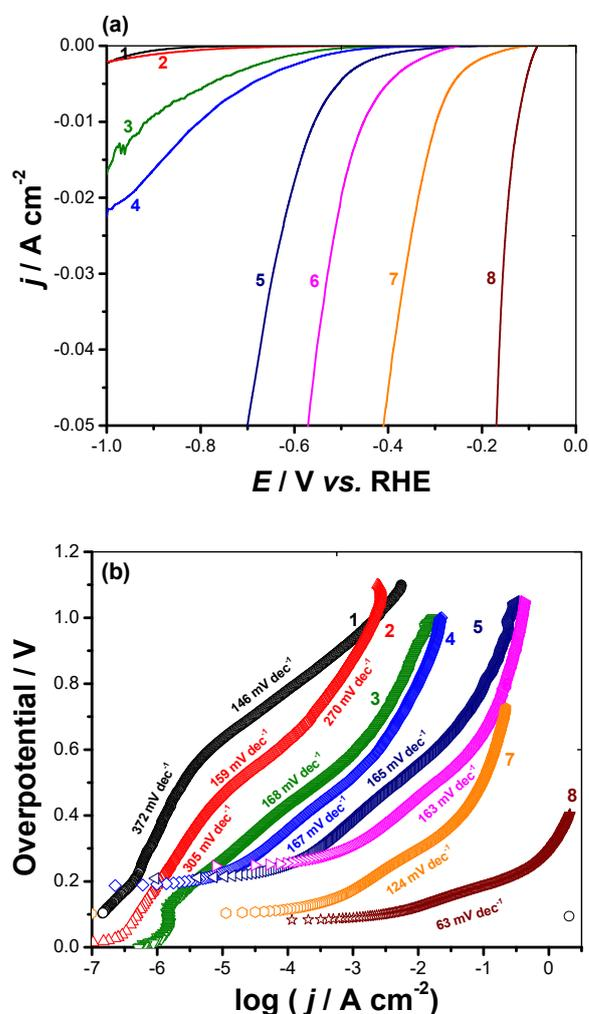 (a)
0.00
-0.01
-0.02
-0.03
-0.04
-0.05
j / A cm-2
1
2
3
4
5
6
7
8
-1.0 -0.8 -0.6 -0.4 -0.2 0.0
E / V vs. RHE
(b)
1.2
1.0
0.8
0.6
0.4
0.2
0.0
Overpotential / V
1
2
3
4
5
7
8
146 mV dec-1
372 mV dec-1
159 mV dec-1
270 mV dec-1
305 mV dec-1
168 mV dec-1
167 mV dec-1
165 mV dec-1
163 mV dec-1
124 mV dec-1
63 mV dec-1
-7 -6 -5 -4 -3 -2 -1 0
log ( j / A cm-2)